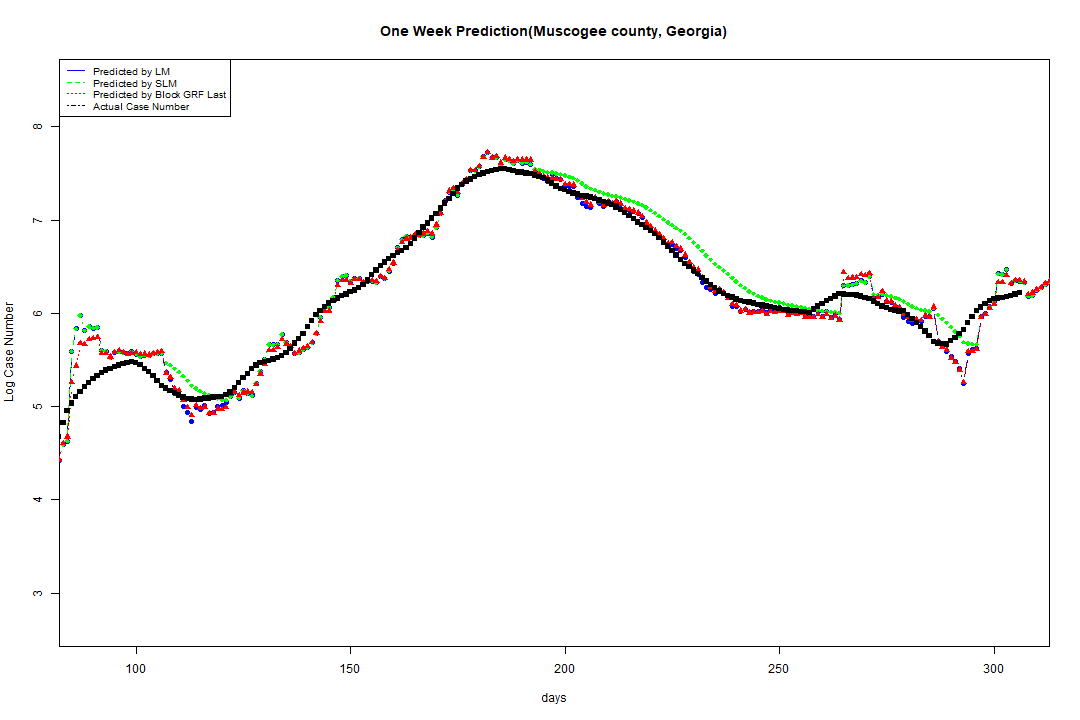 One Week Prediction(Muscogee county, Georgia)
Predicted by LM
Predicted by SLM
Predicted by Block GRF Last
Actual Case Number
8
7
6
5
4
3
Log Case Number
100 150 200 250 300
days